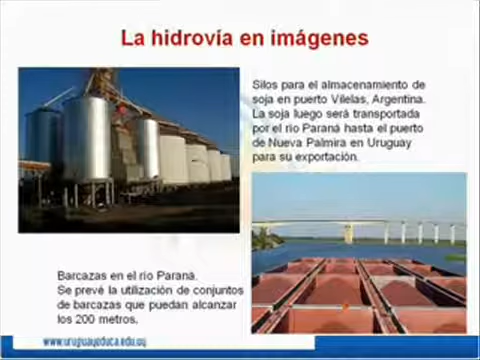 La hidrovía en imágenes
Silos para el almacenamiento de
soja en puerto Vilelas, Argentina.
La soja luego será transportada
por el río Paraná hasta el puerto
de Nueva Palmira en Uruguay
para su exportación.
Barcazas en el río Paraná.
Se prevé la utilización de conjuntos
de barcazas que puedan alcanzar
los 200 metros.
www.uruguayeduca.edu.uy